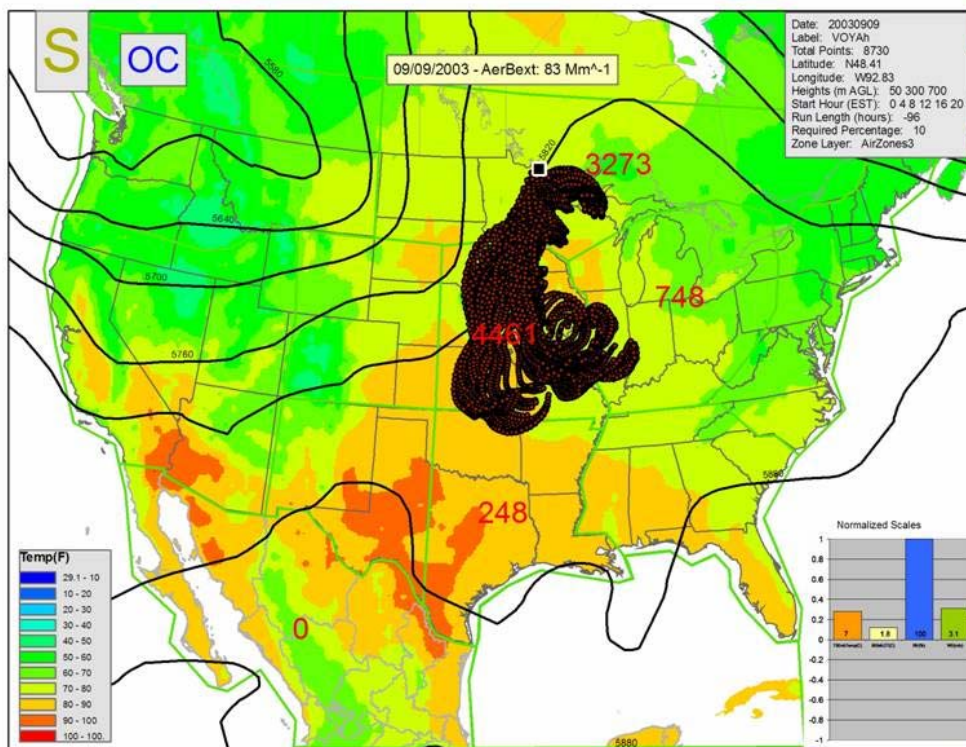 S
OC
09/09/2003 - AerBext: 83 Mm^-1
Date: 20030909
Label: VOYAh
Total Points: 8730
Latitude: N48.41
Longitude: W92.83
Heights (m AGL): 50 300 700
Start Hour (EST): 0 4 8 12 16 20
Run Length (hours): -96
Required Percentage: 10
Zone Layer: AirZones3
5580
5820
3273
5640
5700
748
4461
5760
5880
248
0
5880
Temp(F)
29.1 - 10
10 - 20
20 - 30
30 - 40
40 - 50
50 - 60
60 - 70
70 - 80
80 - 90
90 - 100
100 - 100.
Normalized Scales
1
0.8
0.6
0.4
0.2
0
-0.2
-0.4
-0.6
-0.8
-1
7
1.8
100
3.1